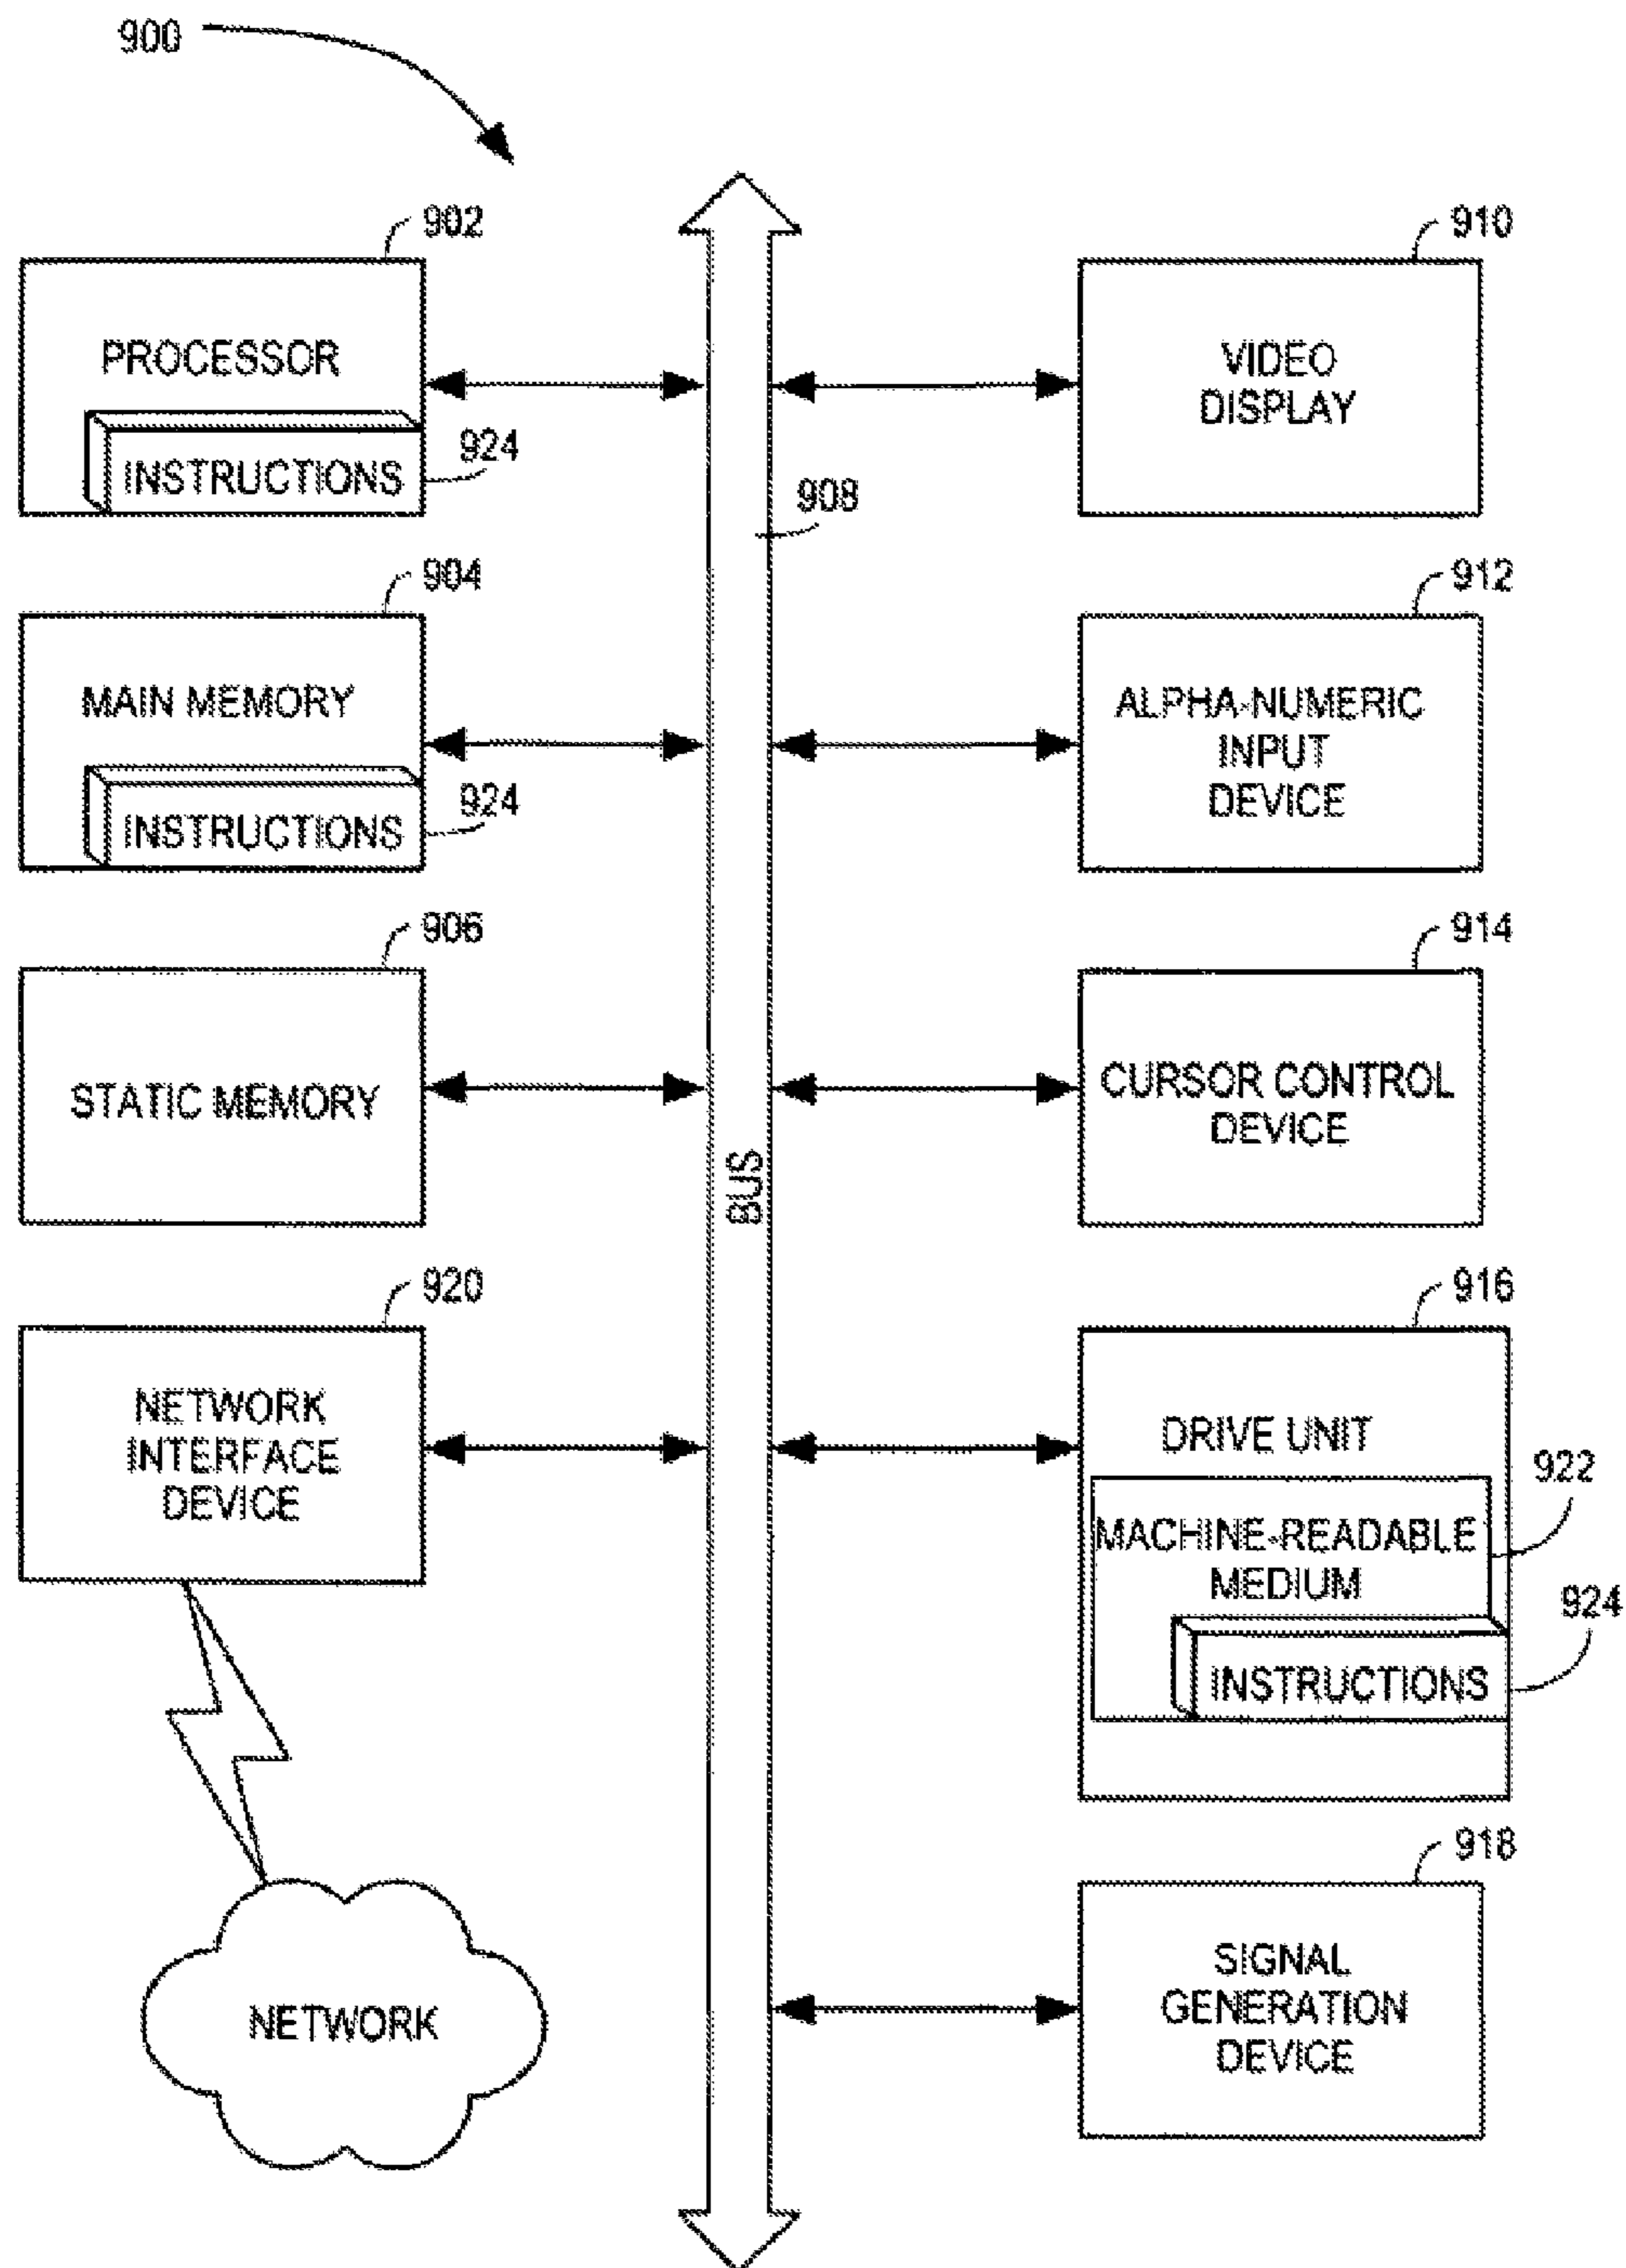 900
902
PROCESSOR
INSTRUCTIONS
924
904
MAIN MEMORY
INSTRUCTIONS
924
906
STATIC MEMORY
920
NETWORK
INTERFACE
DEVICE
NETWORK
908
BUS
910
VIDEO
DISPLAY
912
ALPHA-NUMERIC
INPUT
DEVICE
914
CURSOR CONTROL
DEVICE
916
DRIVE UNIT
922
MACHINE-READABLE
MEDIUM
924
INSTRUCTIONS
918
SIGNAL
GENERATION
DEVICE